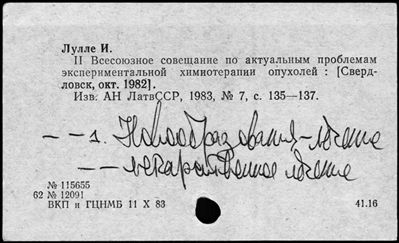 Лулле И.
II Всесоюзное совещание по актуальным проблемам
экспериментальной химиотерапии опухолей : [Сверд-
ловск, окт. 1982].
Изв. АН ЛатвССР, 1983, № 7, с. 135—137.
— — 1. Новообразования - лечение
— — лекарственное лечение
№ 115655
62 № 12091
ВКП и ГЦНМБ 11 X 83
41.16